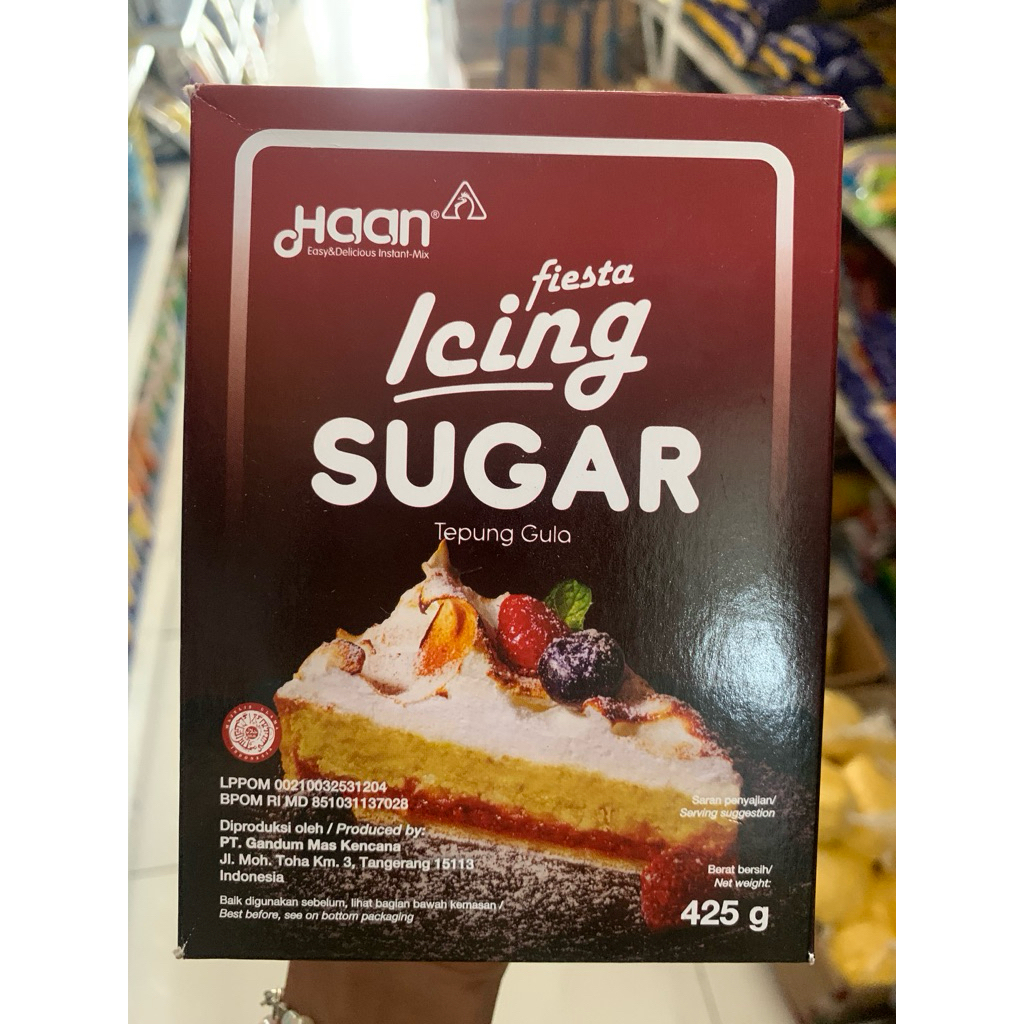 Haan®
Easy&Delicious Instant-Mix
fiesta
Icing
SUGAR
Tepung Gula
LPPOM 00210032531204
BPOM RI MD 851031137028
Diproduksi oleh / Produced by:
PT. Gandum Mas Kencana
Jl. Moh. Toha Km. 3, Tangerang 15113
Indonesia
Baik digunakan sebelum, lihat bagian bawah kemasan /
Best before, see on bottom packaging
Saran penyajian/
Serving suggestion
Berat bersih/
Net weight:
425 g